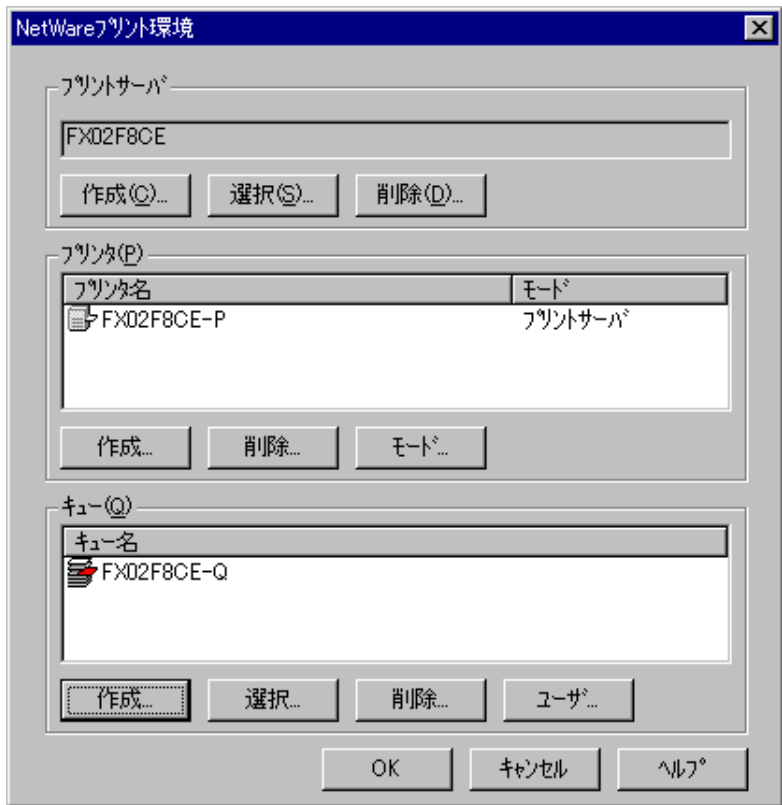 NetWareﾌﾟﾘﾝﾄ環境
ﾌﾟﾘﾝﾄｻｰﾊﾞ
FX02F8CE
作成(C)... 選択(S)... 削除(D)...
ﾌﾟﾘﾝﾀ(P)
ﾌﾟﾘﾝﾀ名 ﾓｰﾄﾞ
FX02F8CE-P ﾌﾟﾘﾝﾄｻｰﾊﾞ
作成... 削除... ﾓｰﾄﾞ...
ｷｭｰ(Q)
ｷｭｰ名
FX02F8CE-Q
作成... 選択... 削除... ﾕｰｻﾞ...
OK ｷｬﾝｾﾙ ﾍﾙﾌﾟ